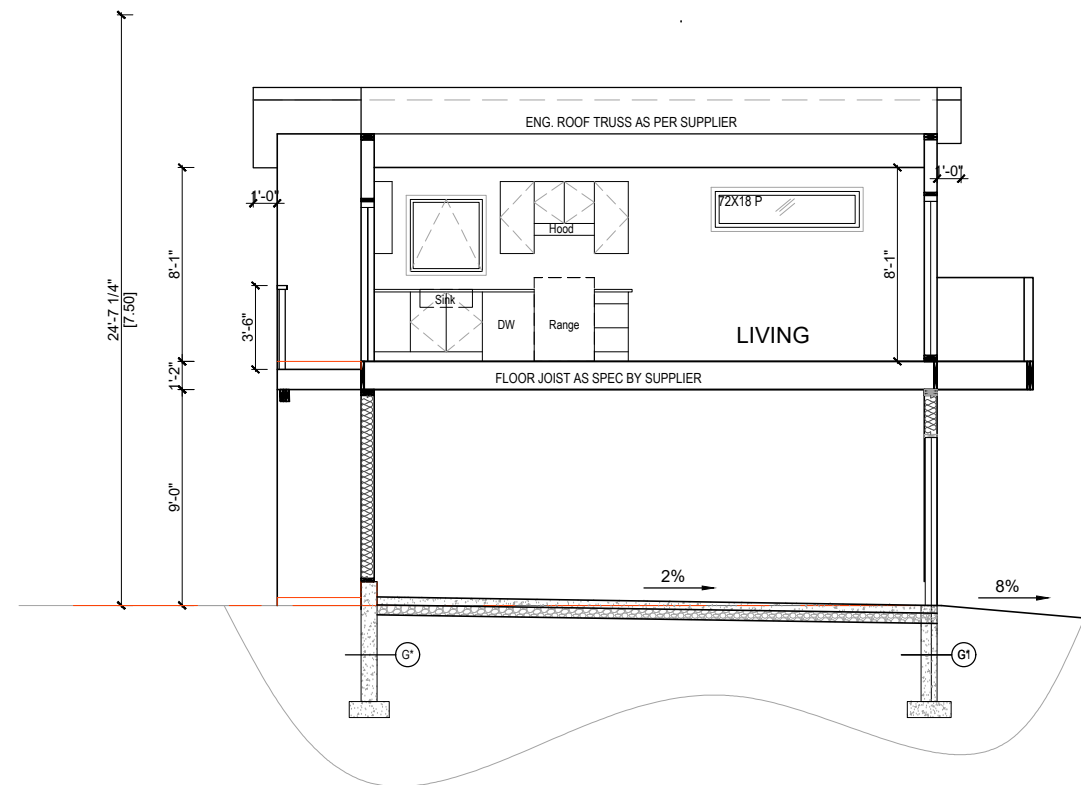 ENG. ROOF TRUSS AS PER SUPPLIER
1'-0"
1'-0"
72X18 P
Hood
8'-1"
8'-1"
24'-7 1/4"
[7.50]
3'-6"
Sink
DW
Range
LIVING
1'-2"
FLOOR JOIST AS SPEC BY SUPPLIER
9'-0"
2%
8%
G*
G1